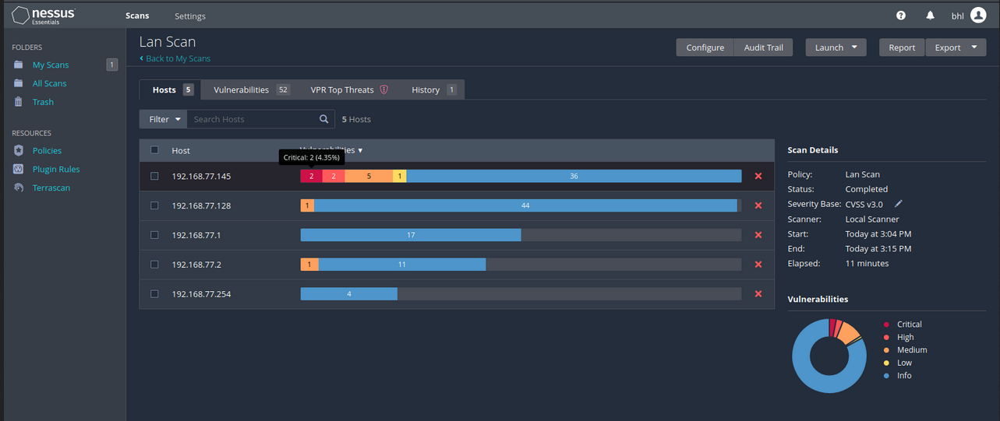 nessus
Essentials
Scans
Settings
bhl
FOLDERS
My Scans
1
All Scans
Trash
RESOURCES
Policies
Plugin Rules
Terrascan
Lan Scan
Back to My Scans
Configure
Audit Trail
Launch
Report
Export
Hosts 5
Vulnerabilities 52
VPR Top Threats
History 1
Filter
Search Hosts
5 Hosts
Host
Vulnerabilities
Critical: 2 (4.35%)
192.168.77.145 2 2 5 1 36
192.168.77.128 1 44
192.168.77.1 17
192.168.77.2 1 11
192.168.77.254 4
Scan Details
Policy: Lan Scan
Status: Completed
Severity Base: CVSS v3.0
Scanner: Local Scanner
Start: Today at 3:04 PM
End: Today at 3:15 PM
Elapsed: 11 minutes
Vulnerabilities
Critical
High
Medium
Low
Info